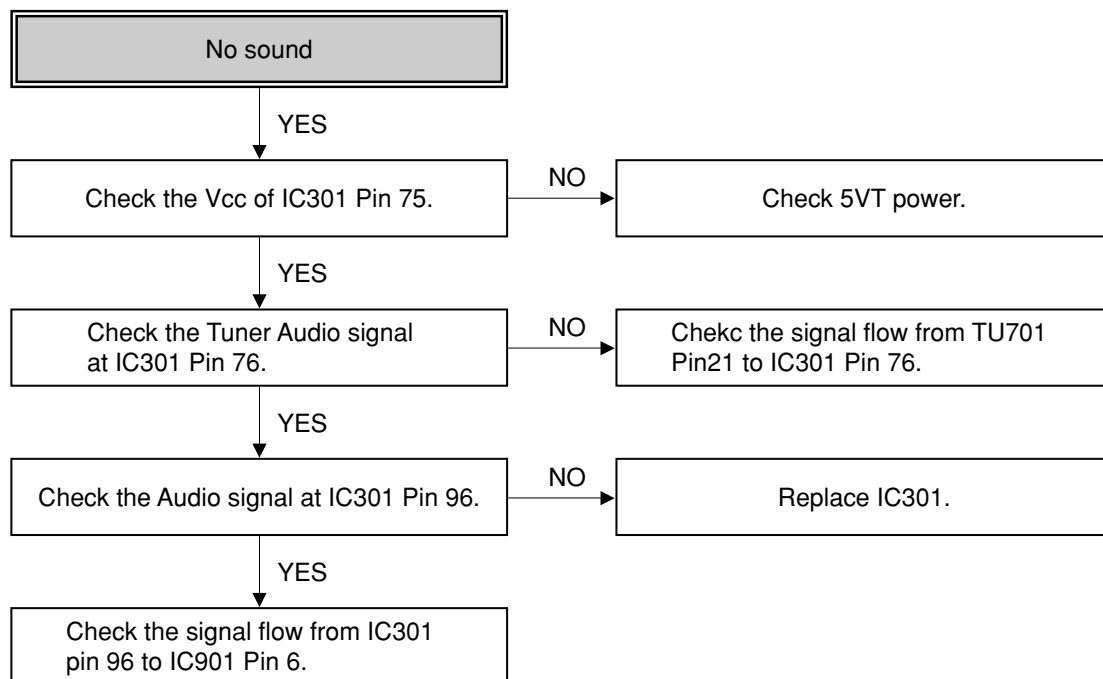 No sound
YES
Check the Vcc of IC301 Pin 75.
NO
Check 5VT power.
YES
Check the Tuner Audio signal
at IC301 Pin 76.
NO
Chekc the signal flow from TU701
Pin21 to IC301 Pin 76.
YES
Check the Audio signal at IC301 Pin 96.
NO
Replace IC301.
YES
Check the signal flow from IC301
pin 96 to IC901 Pin 6.